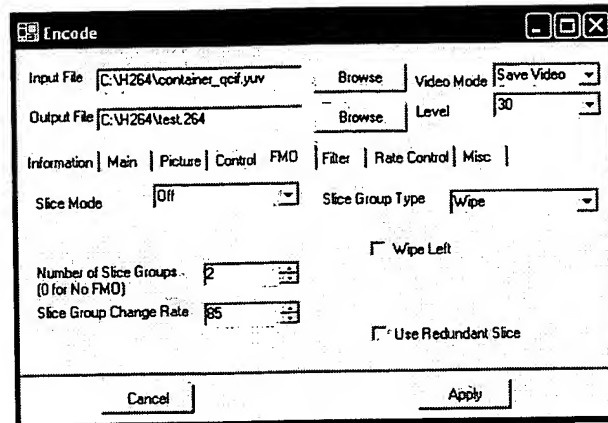 Encode
Input File C:\H264\container_qcif.yuv Browse Video Mode Save Video
Output File C:\H264\test.264 Browse Level 30
Information Main Picture Control FMO Filter Rate Control Misc
Slice Mode Off Slice Group Type Wipe
Wipe Left
Number of Slice Groups 2
(0 for No FMO)
Slice Group Change Rate 85
Use Redundant Slice
Cancel Apply